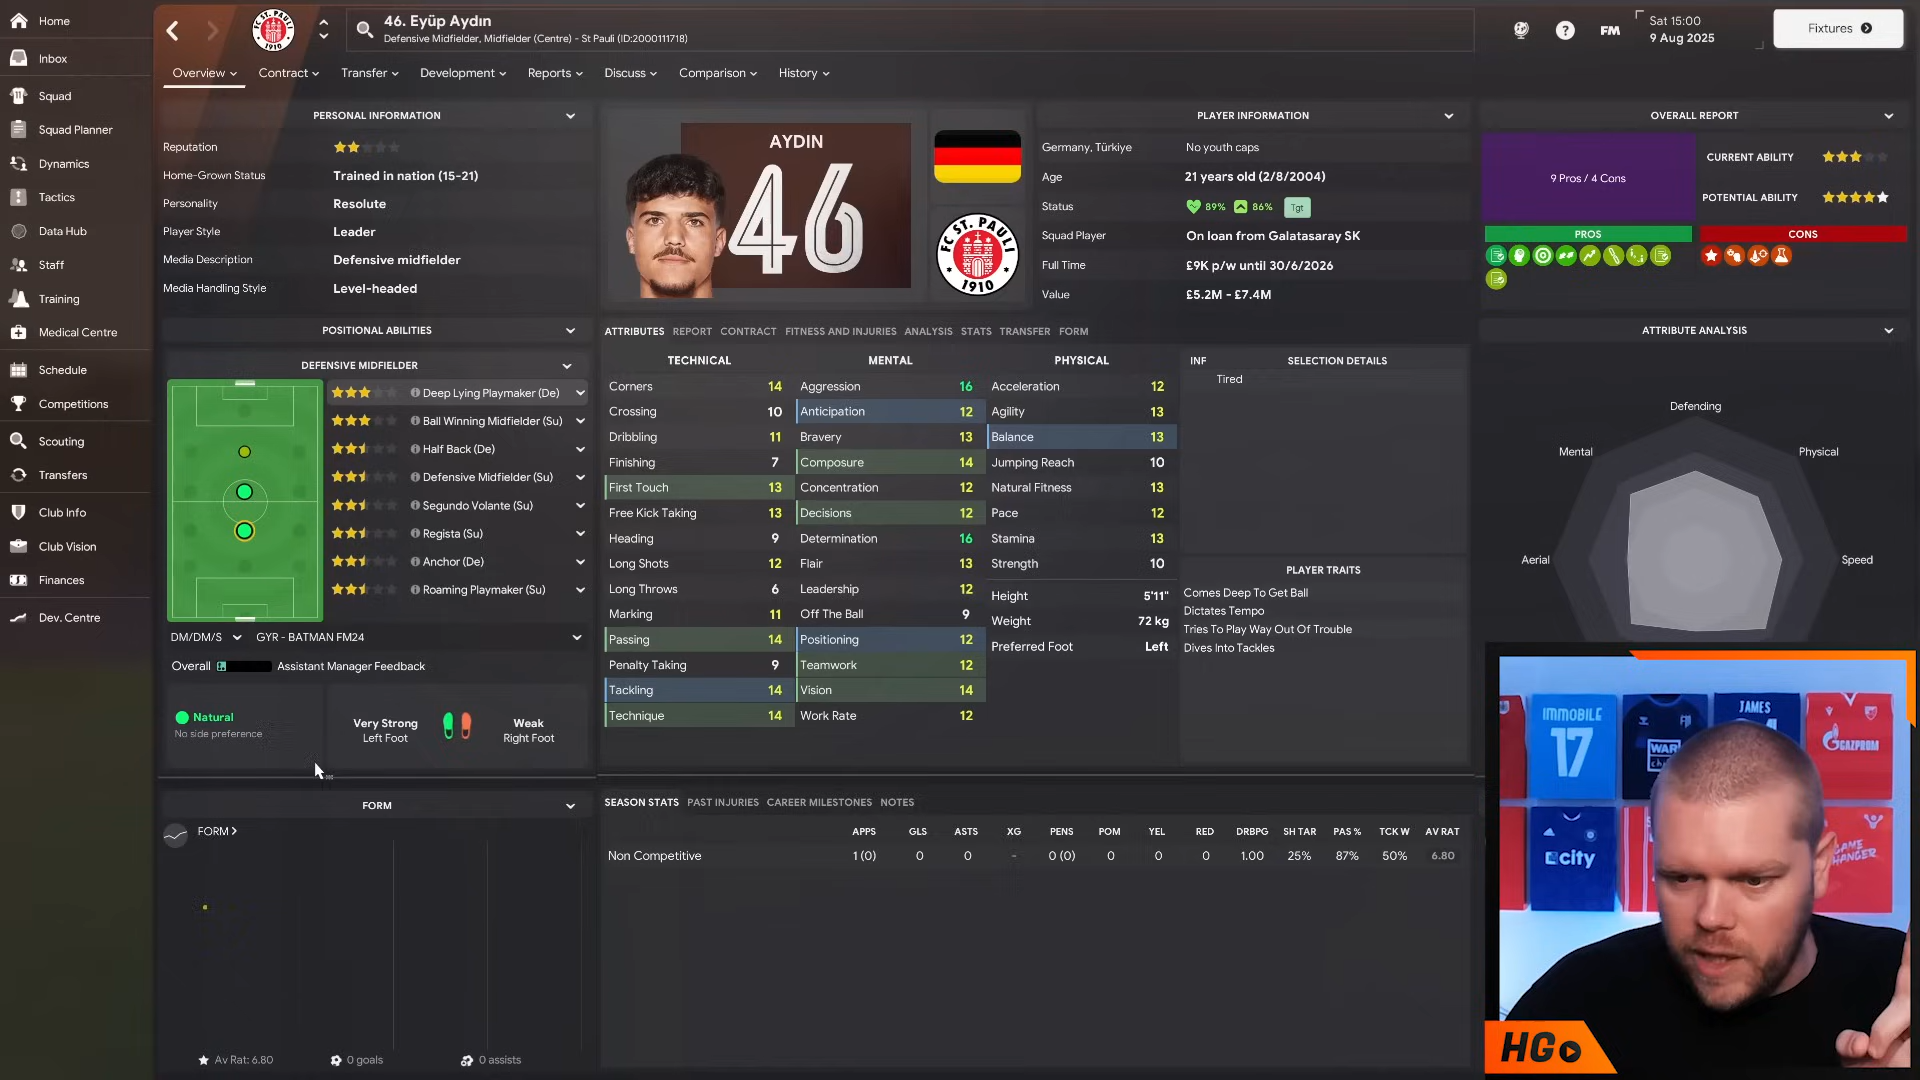 Home
Inbox
Squad
Squad Planner
Dynamics
Tactics
Data Hub
Staff
Training
Medical Centre
Schedule
Competitions
Scouting
Transfers
Club Info
Club Vision
Finances
Dev. Centre
FC ST. PAULI
1910
46. Eyüp Aydın
Defensive Midfielder, Midfielder (Centre) - St Pauli (ID:2000111718)
FM
Sat 15:00
9 Aug 2025
Fixtures
Overview Contract Transfer Development Reports Discuss Comparison History
PERSONAL INFORMATION
Reputation
Home-Grown Status Trained in nation (15-21)
Personality Resolute
Player Style Leader
Media Description Defensive midfielder
Media Handling Style Level-headed
AYDIN
46
FC ST. PAULI
1910
PLAYER INFORMATION
Germany, Türkiye No youth caps
Age 21 years old (2/8/2004)
Status 89% 86% Tgt
Squad Player On loan from Galatasaray SK
Full Time £9K p/w until 30/6/2026
Value £5.2M - £7.4M
OVERALL REPORT
9 Pros / 4 Cons
CURRENT ABILITY
POTENTIAL ABILITY
PROS CONS
POSITIONAL ABILITIES
DEFENSIVE MIDFIELDER
Deep Lying Playmaker (De)
Ball Winning Midfielder (Su)
Half Back (De)
Defensive Midfielder (Su)
Segundo Volante (Su)
Regista (Su)
Anchor (De)
Roaming Playmaker (Su)
DM/DM/S GYR - BATMAN FM24
Overall Assistant Manager Feedback
Natural
No side preference
Very Strong
Left Foot
Weak
Right Foot
ATTRIBUTES REPORT CONTRACT FITNESS AND INJURIES ANALYSIS STATS TRANSFER FORM
TECHNICAL
Corners 14
Crossing 10
Dribbling 11
Finishing 7
First Touch 13
Free Kick Taking 13
Heading 9
Long Shots 12
Long Throws 6
Marking 11
Passing 14
Penalty Taking 9
Tackling 14
Technique 14
MENTAL
Aggression 16
Anticipation 12
Bravery 13
Composure 14
Concentration 12
Decisions 12
Determination 16
Flair 13
Leadership 12
Off The Ball 9
Positioning 12
Teamwork 12
Vision 14
Work Rate 12
PHYSICAL
Acceleration 12
Agility 13
Balance 13
Jumping Reach 10
Natural Fitness 13
Pace 12
Stamina 13
Strength 10
Height 5'11"
Weight 72 kg
Preferred Foot Left
INF SELECTION DETAILS
Tired
PLAYER TRAITS
Comes Deep To Get Ball
Dictates Tempo
Tries To Play Way Out Of Trouble
Dives Into Tackles
ATTRIBUTE ANALYSIS
Defending
Mental Physical
Aerial Speed
FORM
FORM
Av Rat: 6.80 0 goals 0 assists
SEASON STATS PAST INJURIES CAREER MILESTONES NOTES
APPS GLS ASTS XG PENS POM YEL RED DRBPG SH TAR PAS % TCK W AV RAT
Non Competitive 1 (0) 0 0 - 0 (0) 0 0 0 1.00 25% 87% 50% 6.80
IMMOBILE
17
JAMES
GAZPROM
city
HG